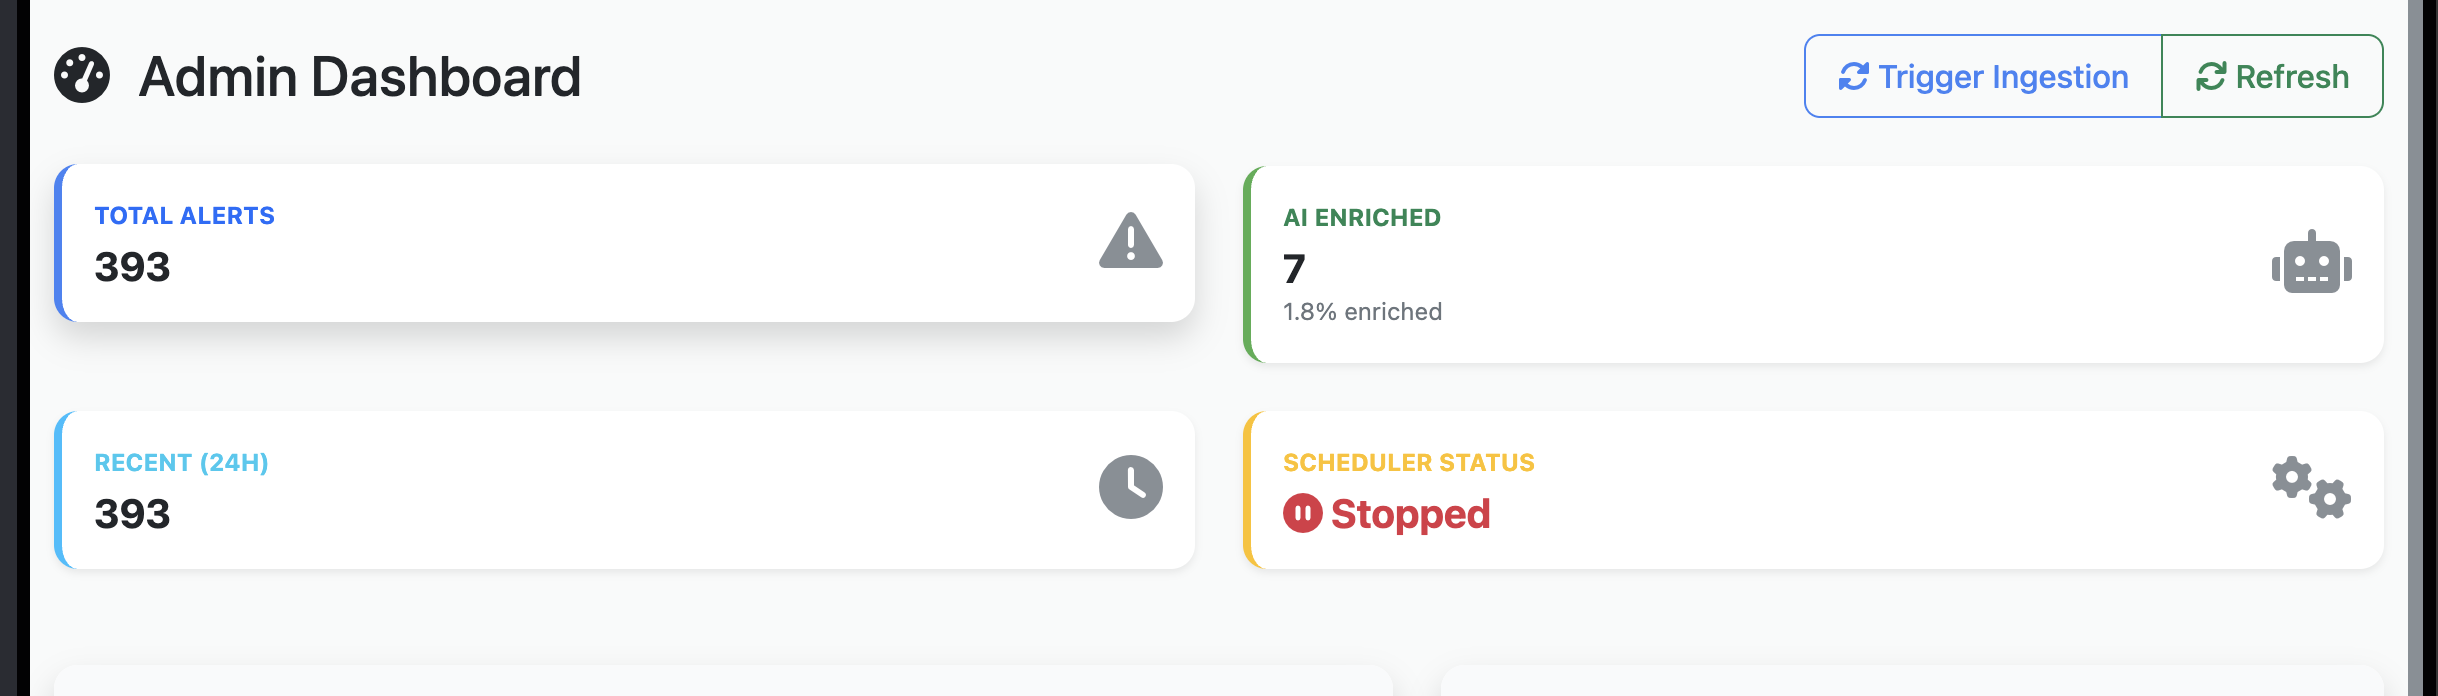 Admin Dashboard
Trigger Ingestion
Refresh
TOTAL ALERTS
393
AI ENRICHED
7
1.8% enriched
RECENT (24H)
393
SCHEDULER STATUS
Stopped